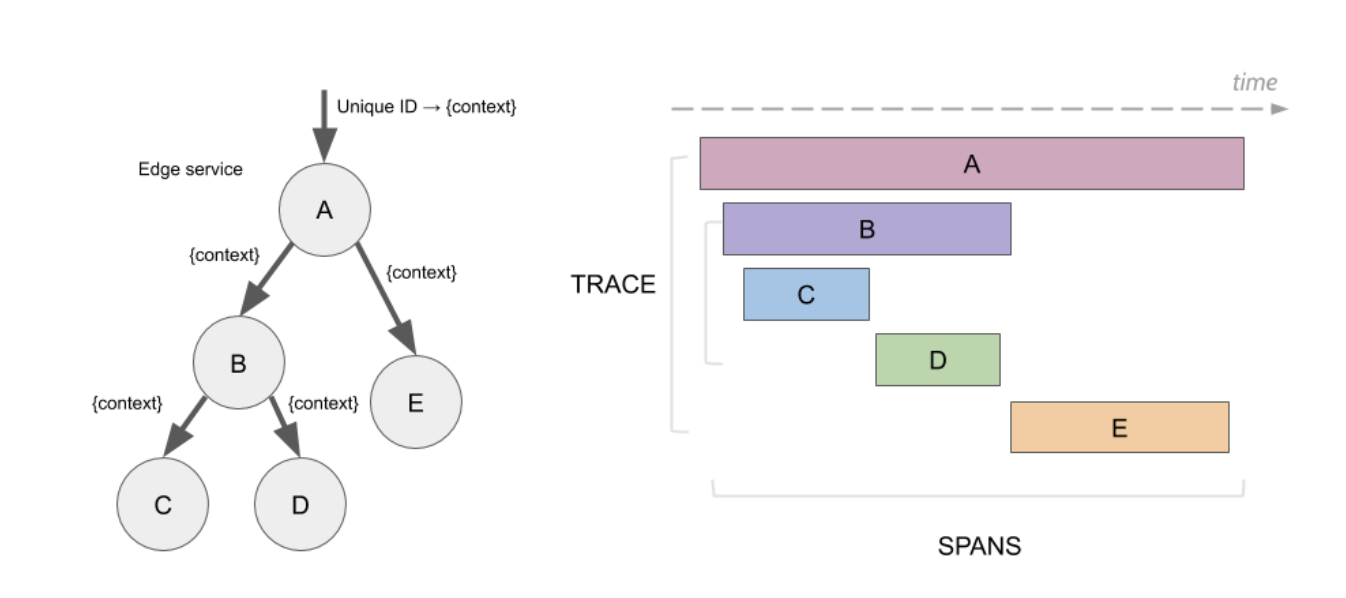 Unique ID → {context}
Edge service
A
{context}
{context}
B
E
{context}
{context}
C
D
time
A
B
C
D
E
TRACE
SPANS